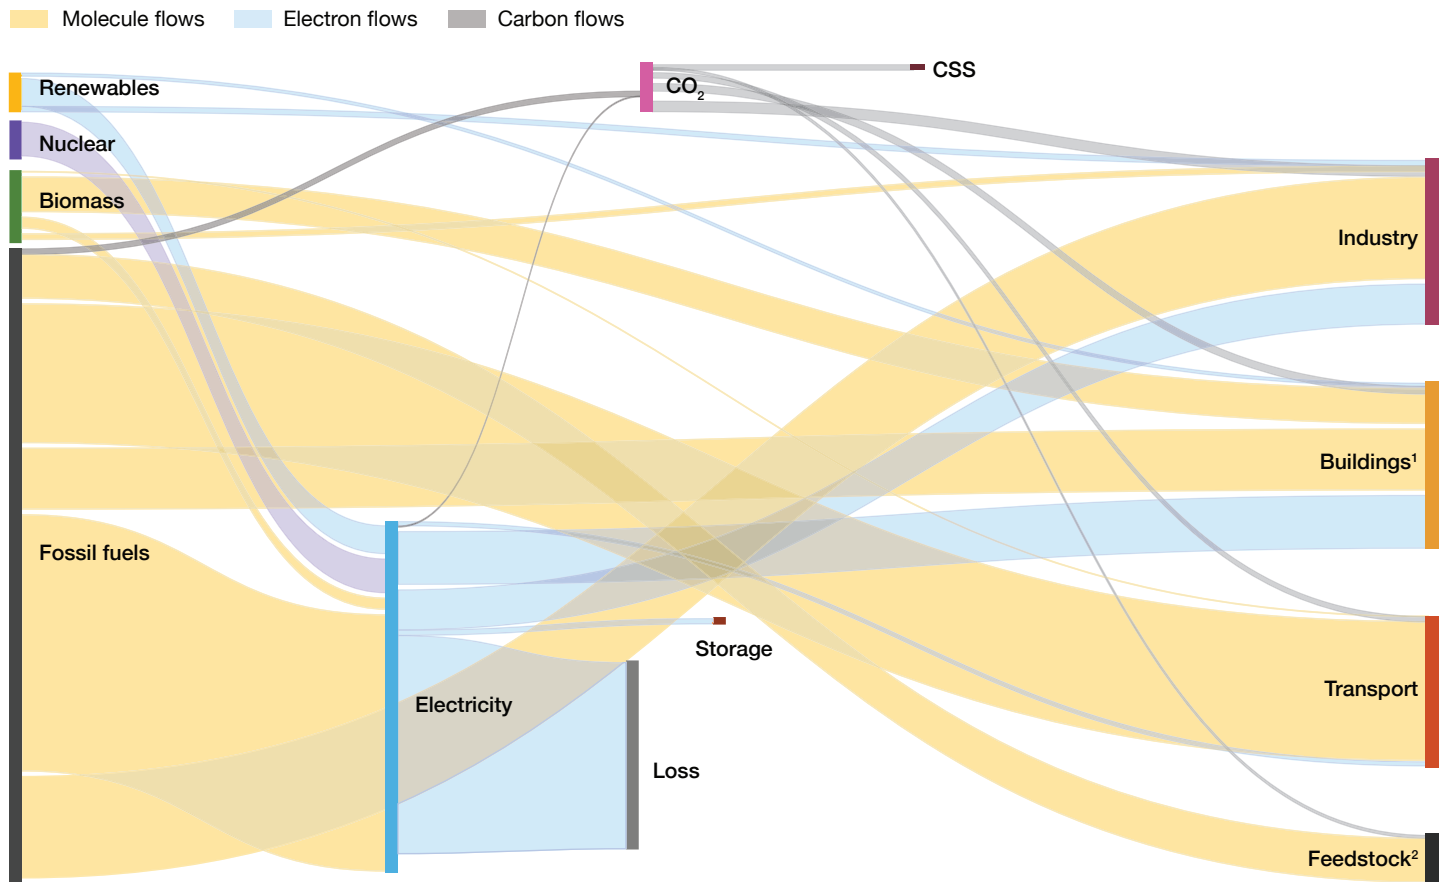 Molecule flows Electron flows Carbon flows
Renewables
CO2
CSS
Nuclear
Biomass
Industry
Buildings¹
Fossil fuels
Storage
Electricity
Transport
Loss
Feedstock²